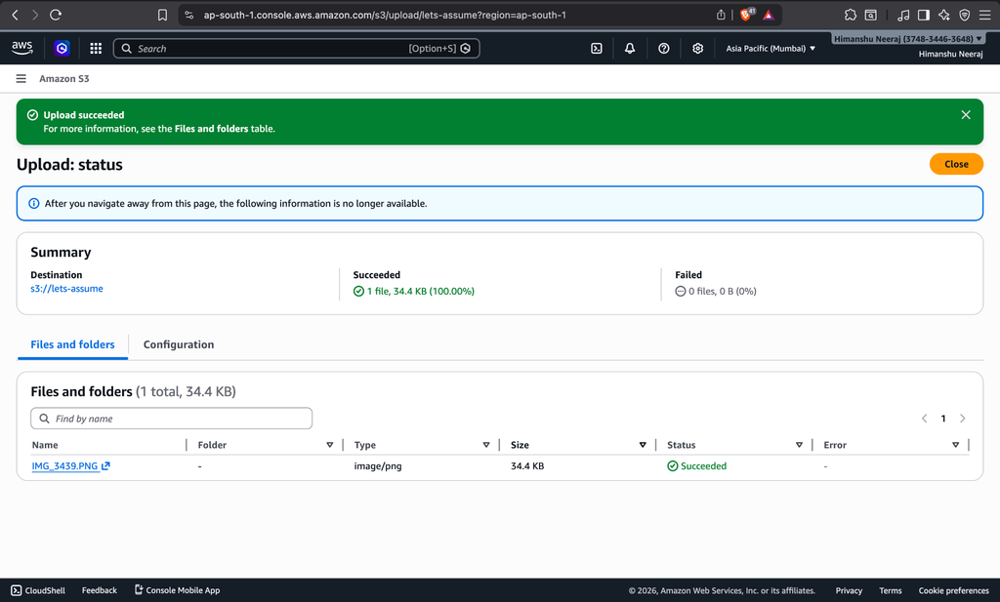 ap-south-1.console.aws.amazon.com/s3/upload/lets-assume?region=ap-south-1
41
aws
Search
[Option+S]
Asia Pacific (Mumbai)
Himanshu Neeraj (3748-3446-3648)
Himanshu Neeraj
Amazon S3
Upload succeeded
For more information, see the Files and folders table.
Upload: status
Close
After you navigate away from this page, the following information is no longer available.
Summary
Destination
s3://lets-assume
Succeeded
1 file, 34.4 KB (100.00%)
Failed
0 files, 0 B (0%)
Files and folders
Configuration
Files and folders (1 total, 34.4 KB)
Find by name
1
Name Folder Type Size Status Error
IMG_3439.PNG - image/png 34.4 KB Succeeded -
CloudShell Feedback Console Mobile App © 2026, Amazon Web Services, Inc. or its affiliates. Privacy Terms Cookie preferences